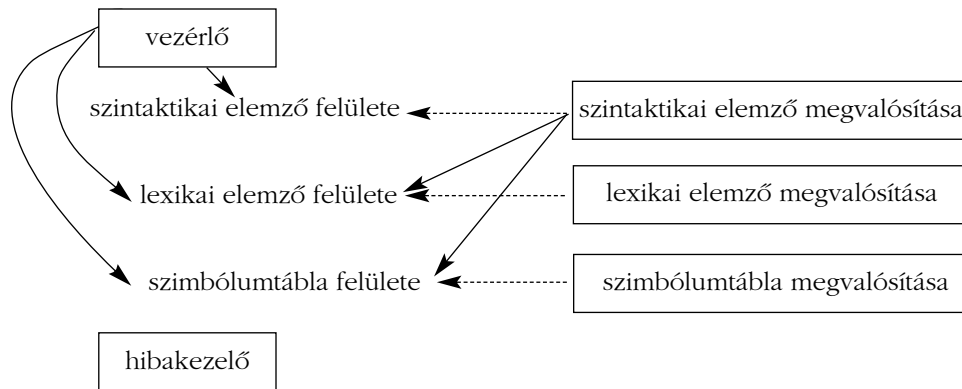 vezérlő
szintaktikai elemző felülete
szintaktikai elemző megvalósítása
lexikai elemző felülete
lexikai elemző megvalósítása
szimbólumtábla felülete
szimbólumtábla megvalósítása
hibakezelő